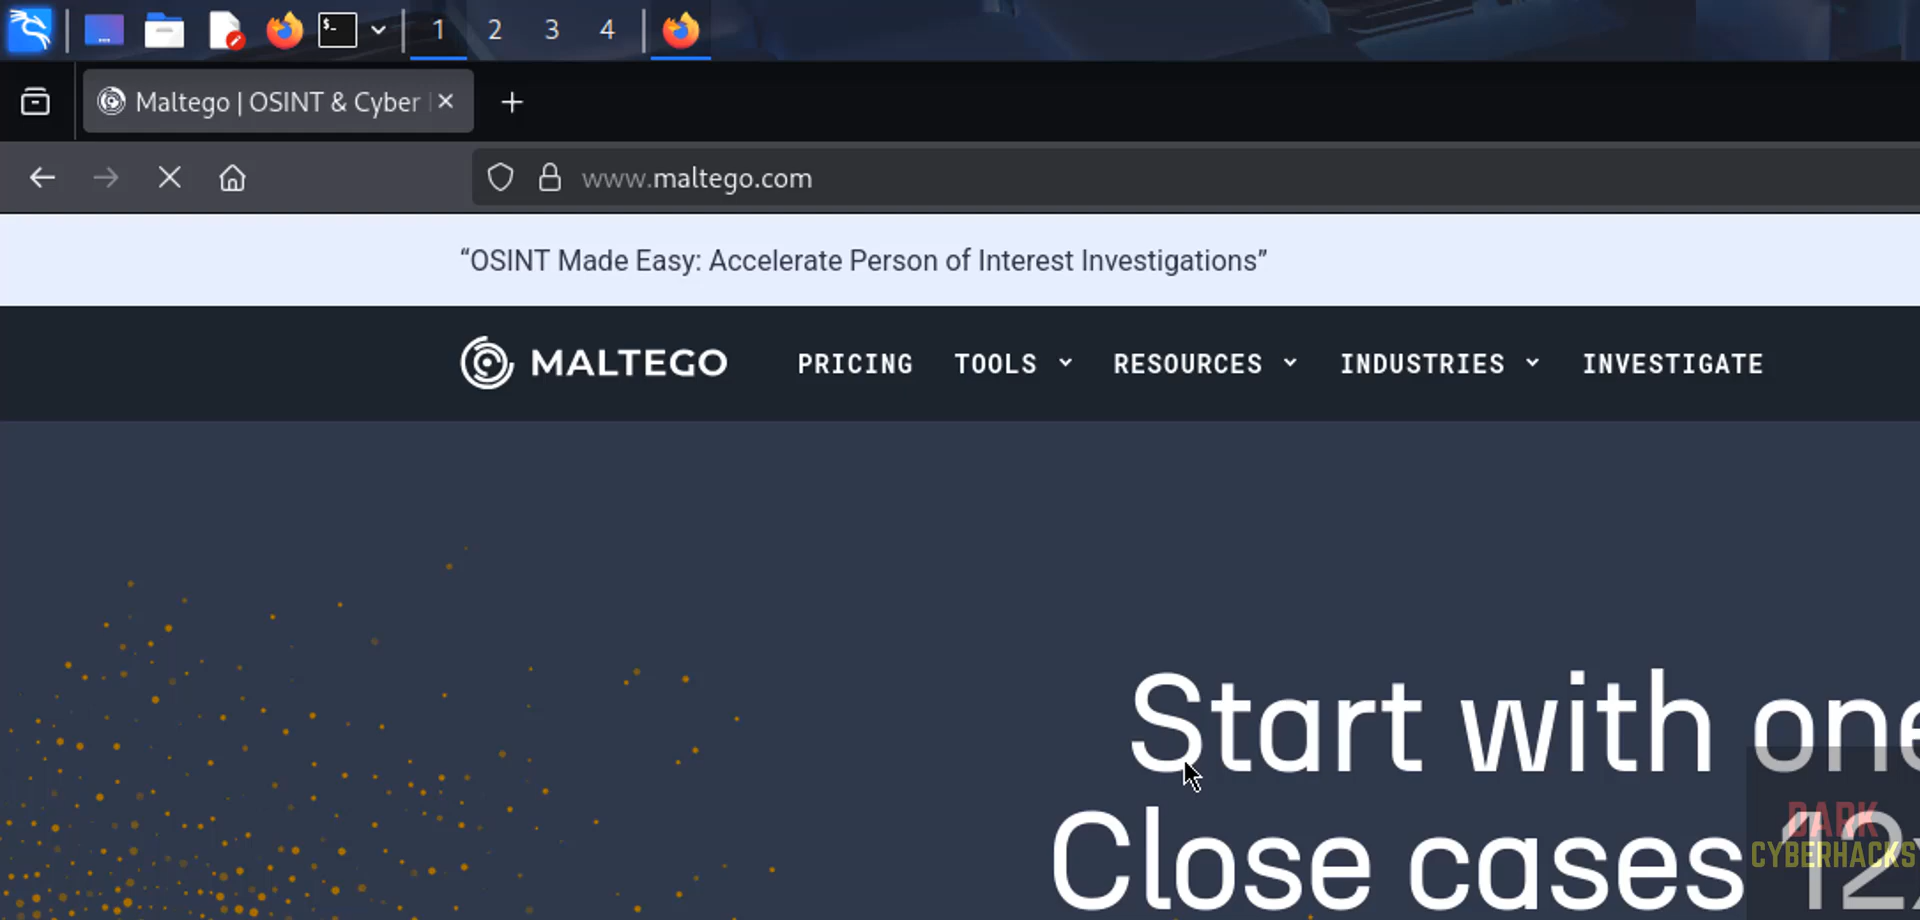 $-
1 2 3 4
Maltego | OSINT & Cyber
www.maltego.com
“OSINT Made Easy: Accelerate Person of Interest Investigations”
MALTEGO PRICING TOOLS RESOURCES INDUSTRIES INVESTIGATE
Start with one
Close cases 12x
DARK
CYBERHACKS